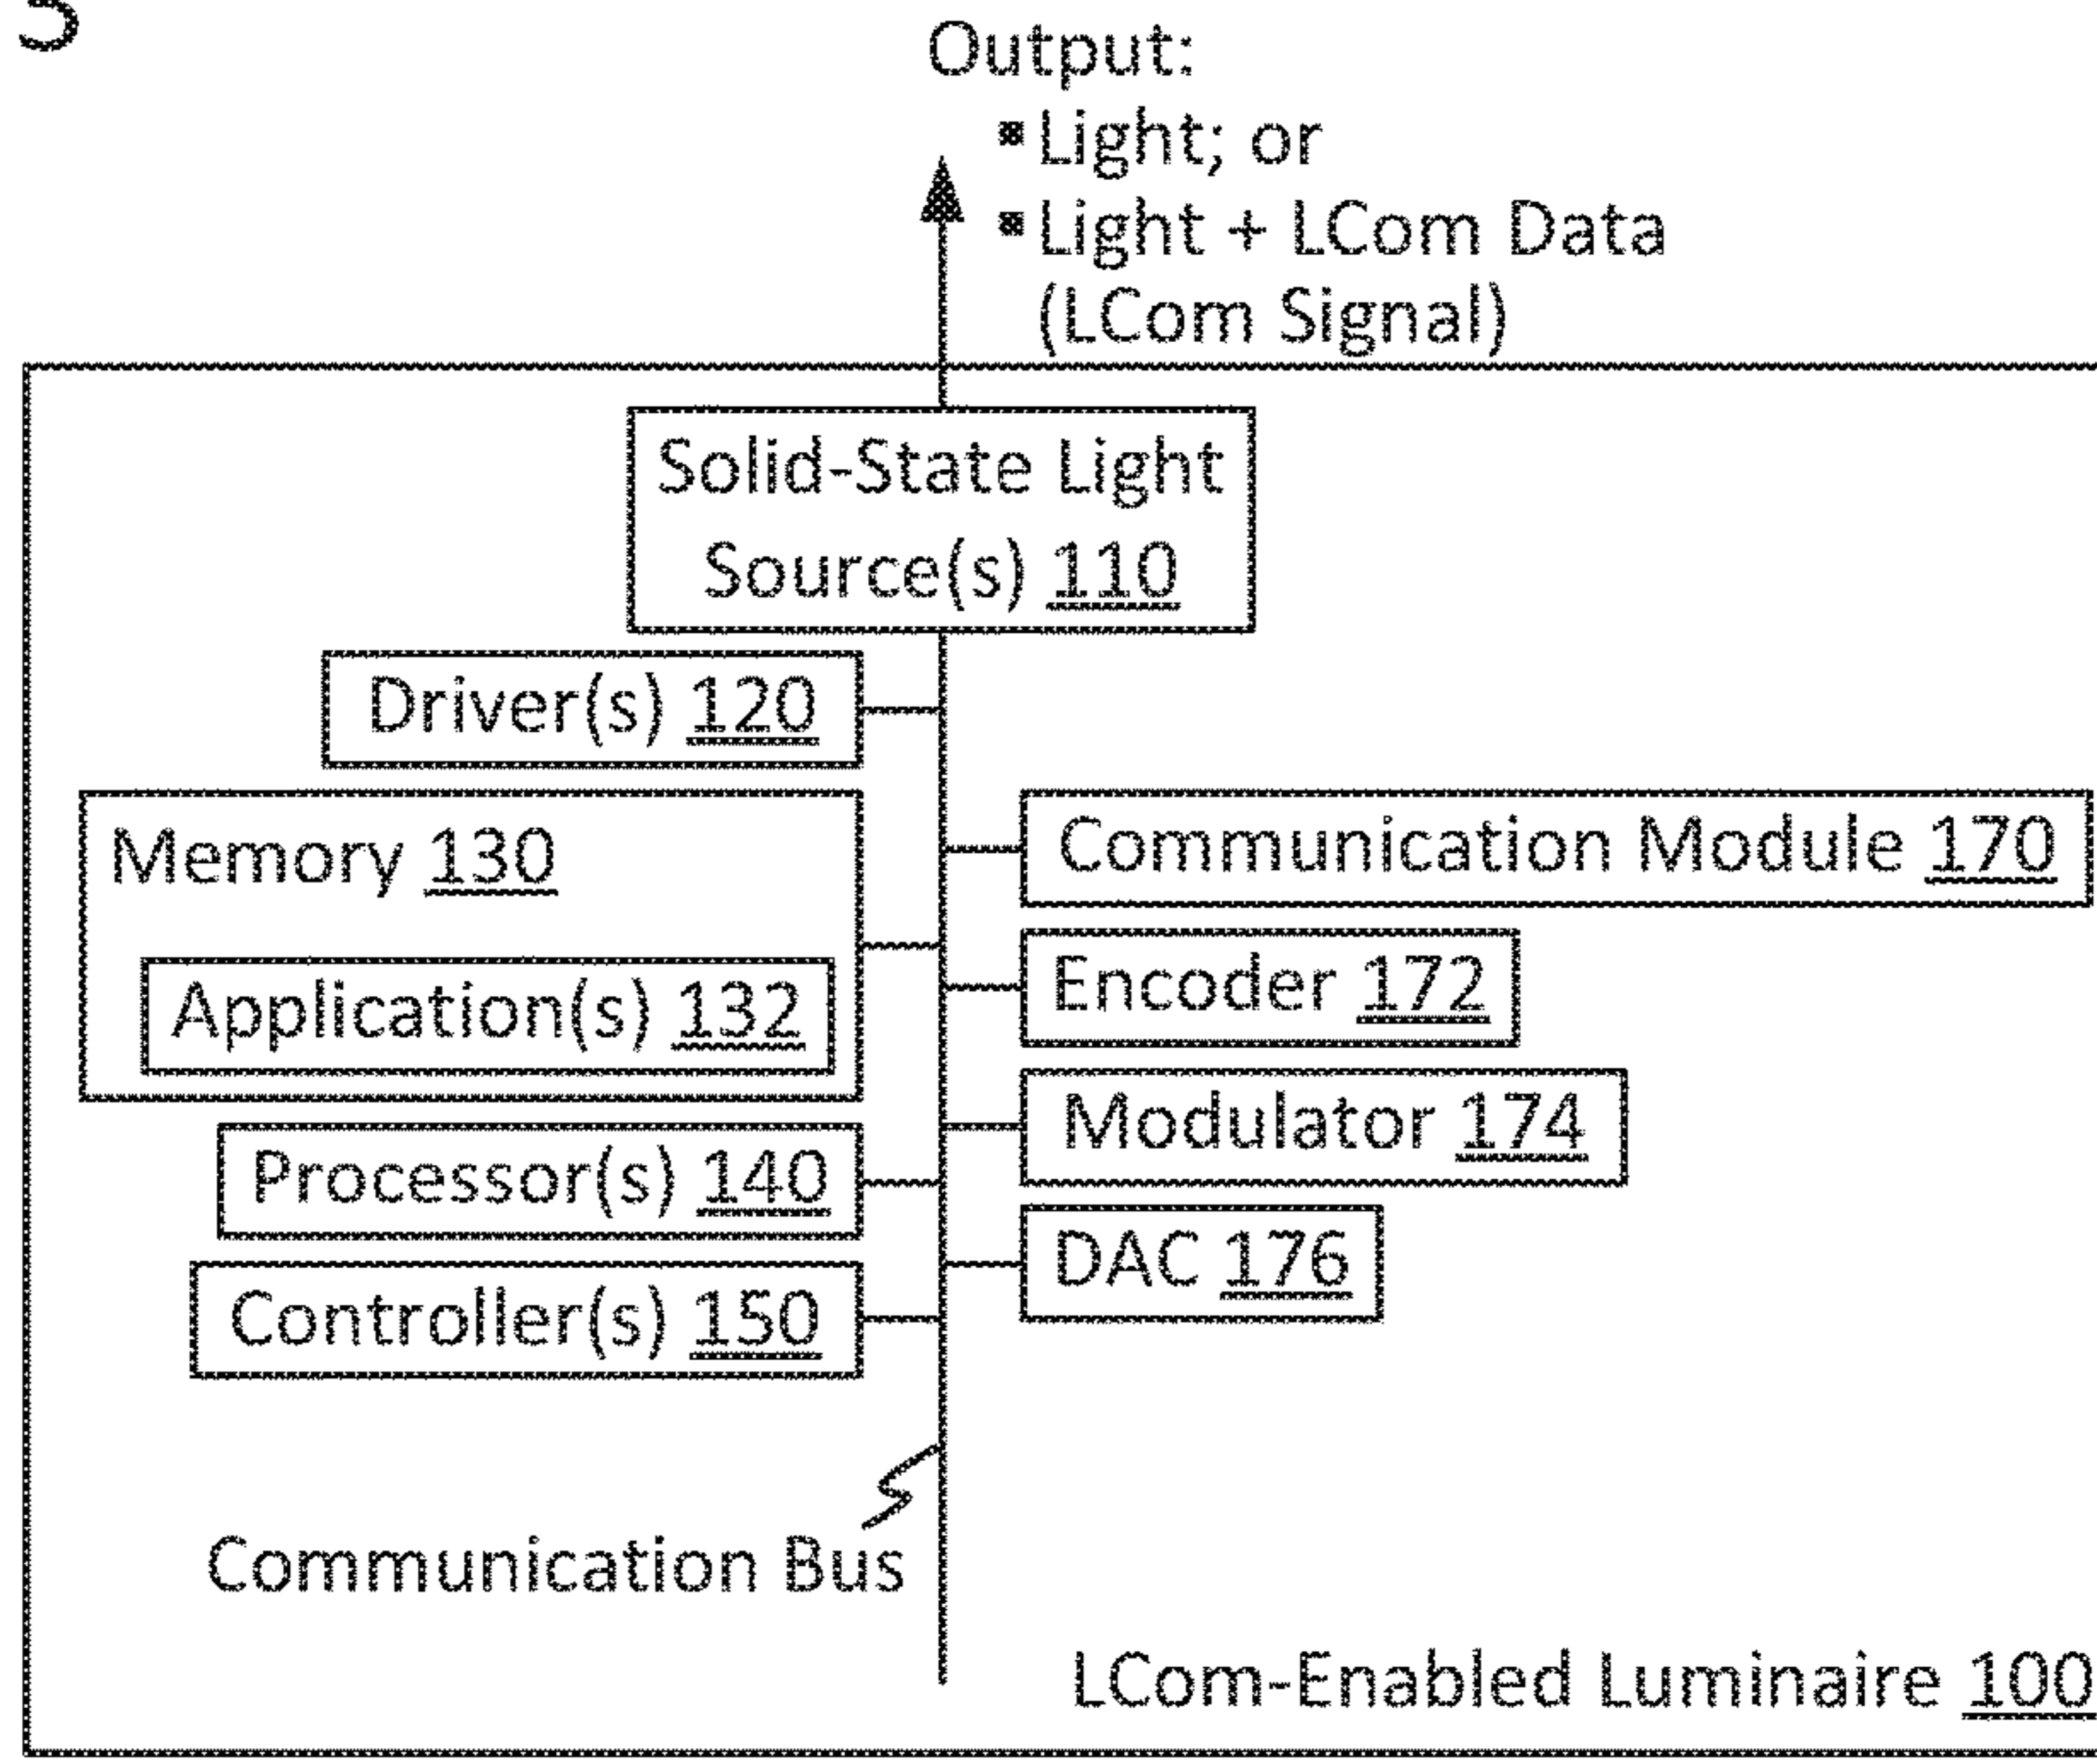 Output:
▪Light; or
▪Light + LCom Data
(LCom Signal)
Solid-State Light
Source(s) 110
Driver(s) 120
Memory 130
Application(s) 132
Processor(s) 140
Controller(s) 150
Communication Module 170
Encoder 172
Modulator 174
DAC 176
Communication Bus
LCom-Enabled Luminaire 100